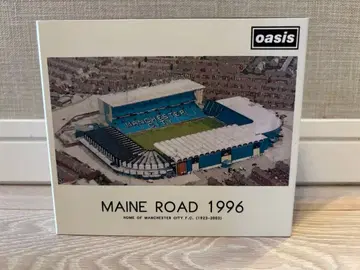 oasis
MANCHESTER
MAINE ROAD 1996
HOME OF MANCHESTER CITY F.C. (1923-2003)